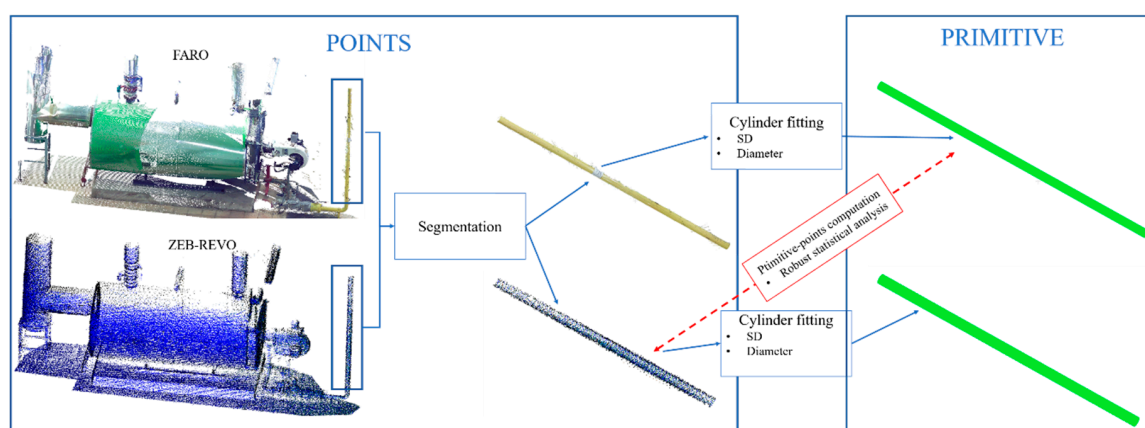 POINTS
PRIMITIVE
FARO
Cylinder fitting
• SD
• Diameter
Segmentation
Ptimitive-points computation
• Robust statistical analysis
ZEB-REVO
Cylinder fitting
• SD
• Diameter